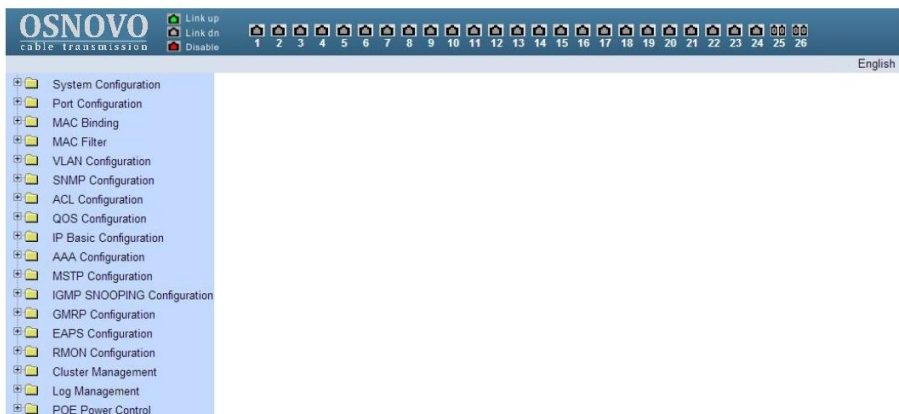 OSNOVO
cable transmission
Link up
Link dn
Disable
1 2 3 4 5 6 7 8 9 10 11 12 13 14 15 16 17 18 19 20 21 22 23 24 25 26
English
System Configuration
Port Configuration
MAC Binding
MAC Filter
VLAN Configuration
SNMP Configuration
ACL Configuration
QOS Configuration
IP Basic Configuration
AAA Configuration
MSTP Configuration
IGMP SNOOPING Configuration
GMRP Configuration
EAPS Configuration
RMON Configuration
Cluster Management
Log Management
POE Power Control